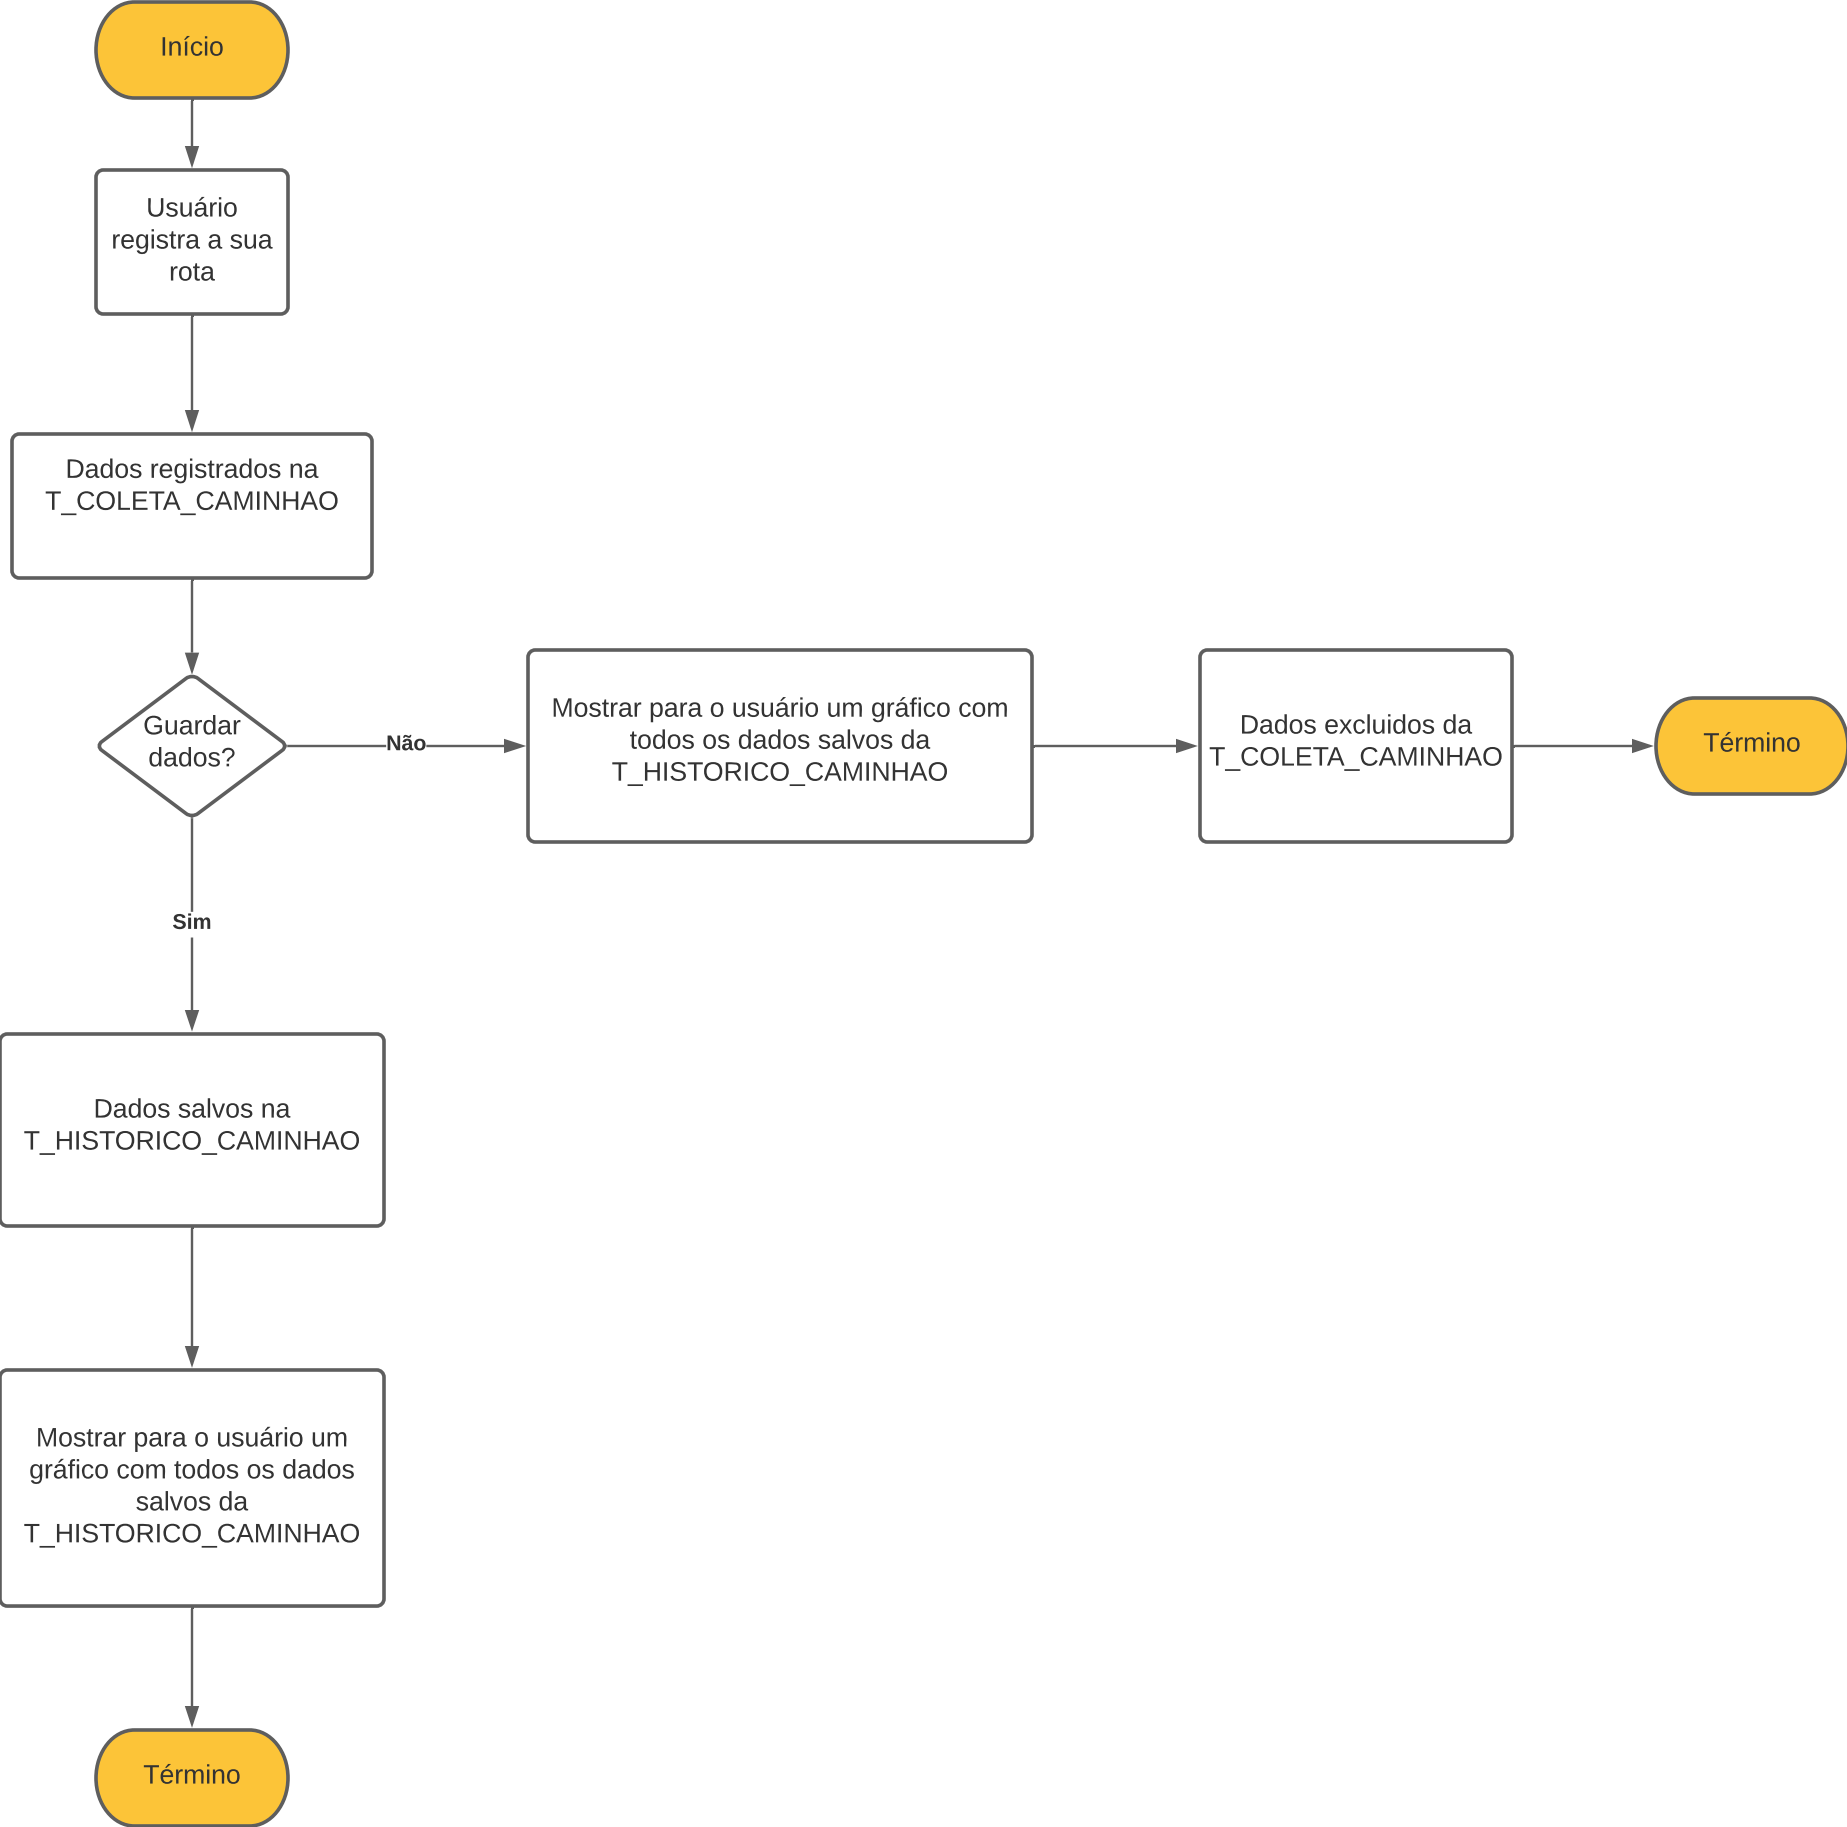 Início
Usuário
registra a sua
rota
Dados registrados na
T_COLETA_CAMINHAO
Guardar
dados?
Não
Mostrar para o usuário um gráfico com
todos os dados salvos da
T_HISTORICO_CAMINHAO
Dados excluidos da
T_COLETA_CAMINHAO
Término
Sim
Dados salvos na
T_HISTORICO_CAMINHAO
Mostrar para o usuário um
gráfico com todos os dados
salvos da
T_HISTORICO_CAMINHAO
Término